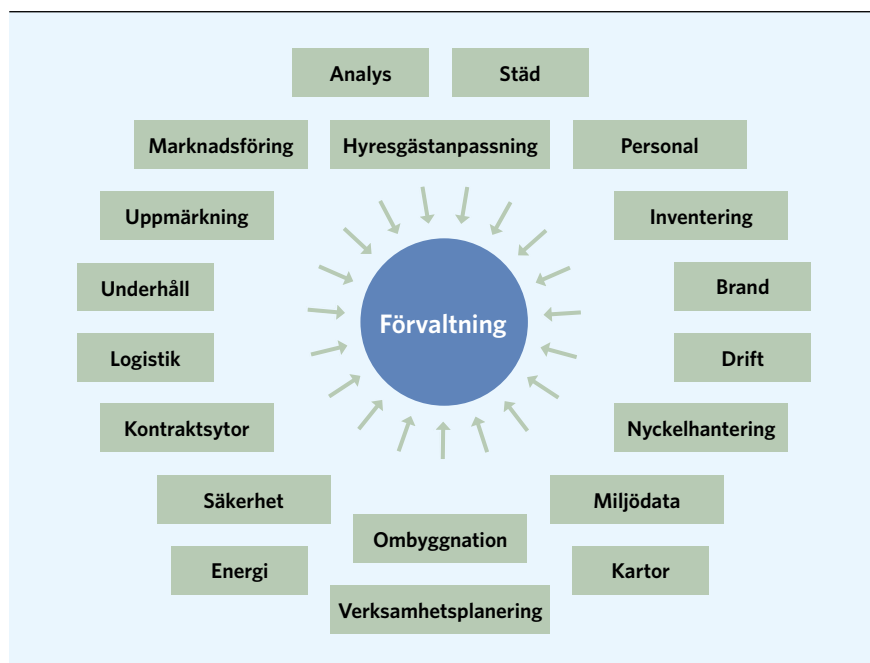 Analys
Städ
Marknadsföring
Hyresgästanpassning
Personal
Uppmärkning
Inventering
Underhåll
Brand
Förvaltning
Logistik
Drift
Kontraktsytor
Nyckelhantering
Säkerhet
Miljödata
Ombyggnation
Energi
Kartor
Verksamhetsplanering